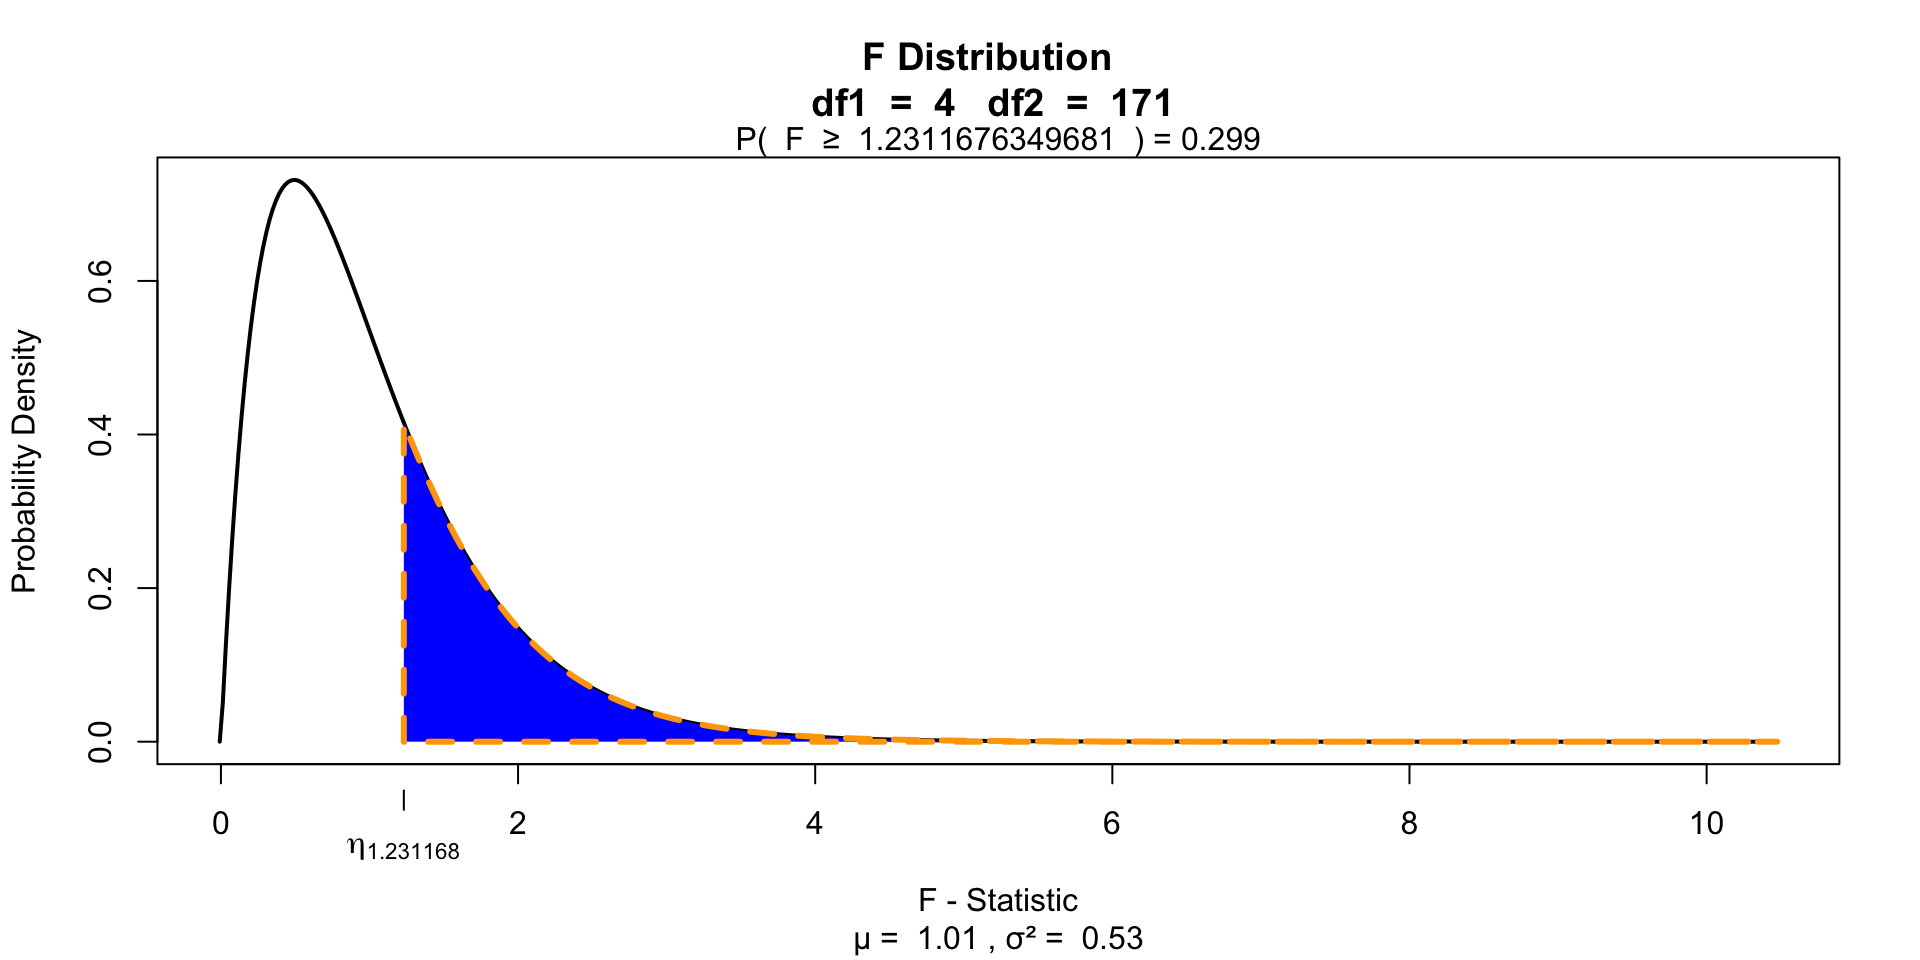 F Distribution
df1 = 4 df2 = 171
P( F ≥ 1.2311676349681 ) = 0.299
Probability Density
0.0 0.2 0.4 0.6
0 2 4 6 8 10
η1.231168
F - Statistic
μ = 1.01 , σ² = 0.53